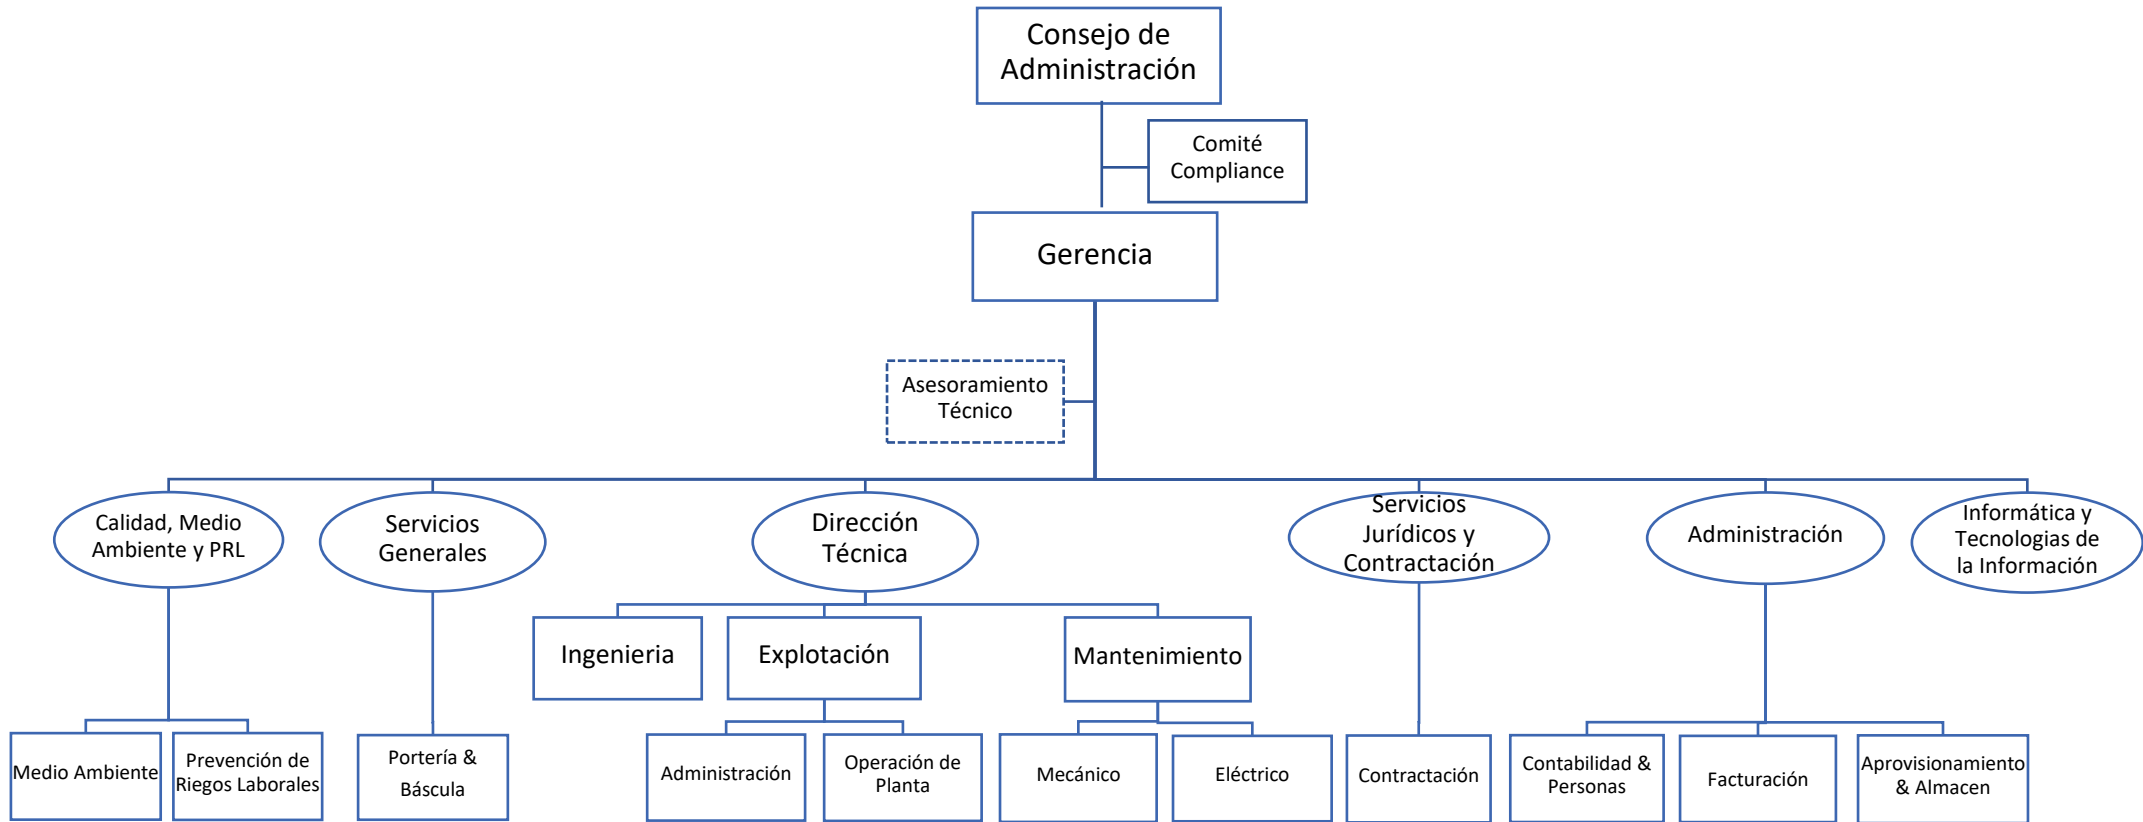 Consejo de
Administración
Comité
Compliance
Gerencia
Asesoramiento
Técnico
Calidad, Medio
Ambiente y PRL
Servicios
Generales
Dirección
Técnica
Servicios
Jurídicos y
Contractación
Administración
Informática y
Tecnologias de
la Información
Ingenieria
Explotación
Mantenimiento
Medio Ambiente
Prevención de
Riegos Laborales
Portería &
Báscula
Administración
Operación de
Planta
Mecánico
Eléctrico
Contractación
Contabilidad &
Personas
Facturación
Aprovisionamiento
& Almacen